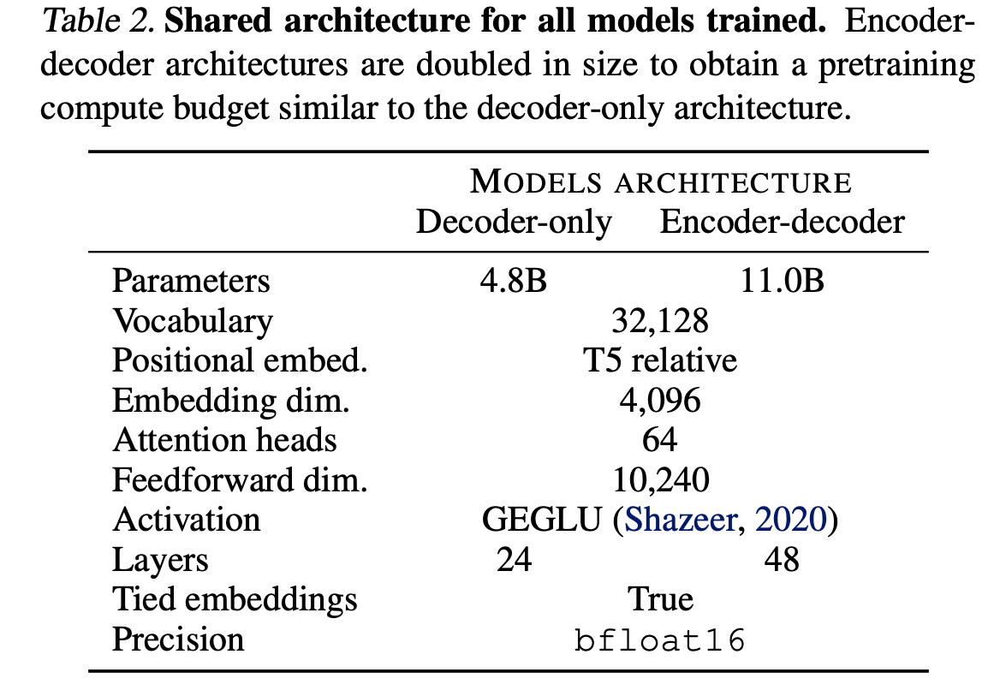 Table 2. Shared architecture for all models trained. Encoder-
decoder architectures are doubled in size to obtain a pretraining
compute budget similar to the decoder-only architecture.
MODELS ARCHITECTURE
Decoder-only Encoder-decoder
Parameters 4.8B 11.0B
Vocabulary 32,128
Positional embed. T5 relative
Embedding dim. 4,096
Attention heads 64
Feedforward dim. 10,240
Activation GEGLU (Shazeer, 2020)
Layers 24 48
Tied embeddings True
Precision bfloat16